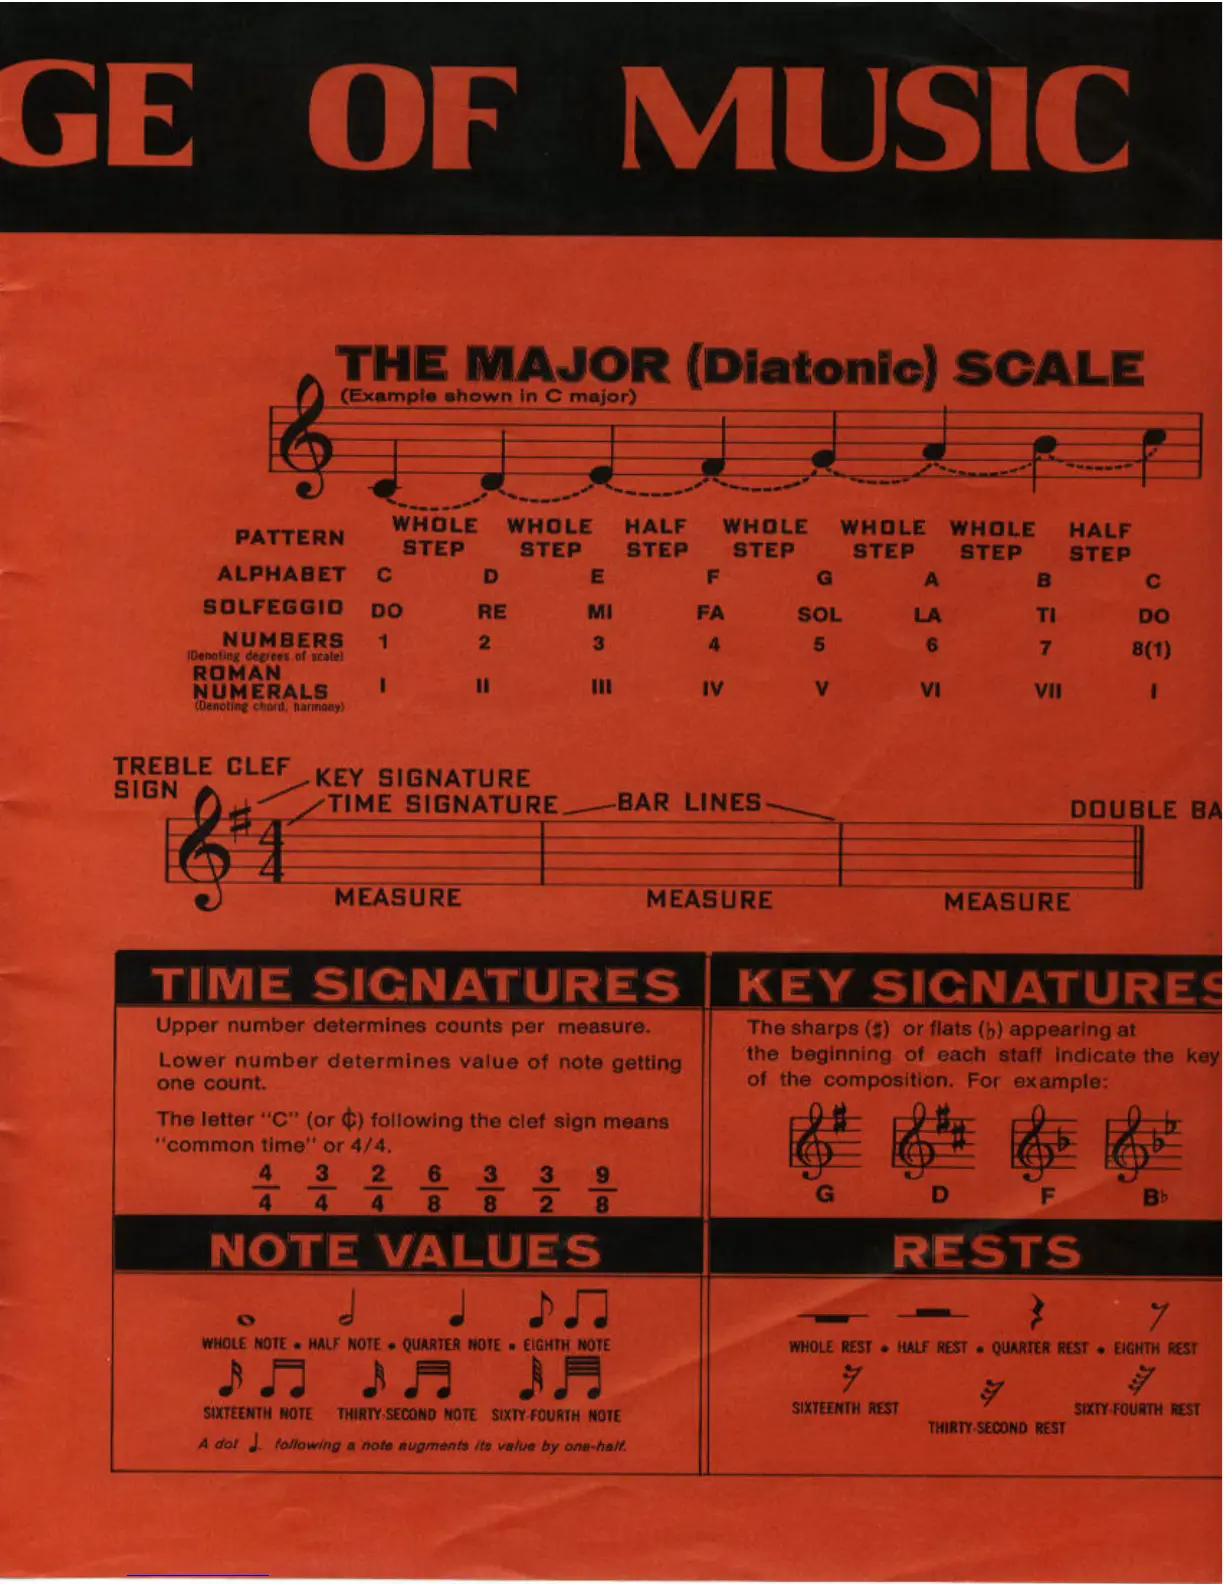 GE OF MUSIC
THE MAJOR (Diatonic) SCALE
(Example shown in C major)
PATTERN WHOLE STEP WHOLE STEP HALF STEP WHOLE STEP WHOLE STEP WHOLE STEP HALF STEP
ALPHABET C D E F G A B C
SOLFEGGIO DO RE MI FA SOL LA TI DO
NUMBERS 1 2 3 4 5 6 7 8(1)
(Denoting degrees of scale)
ROMAN
NUMERALS I II III IV V VI VII I
(Denoting chord, harmony)
TREBLE CLEF
SIGN
KEY SIGNATURE
TIME SIGNATURE
BAR LINES
DOUBLE BA
4
4
MEASURE MEASURE MEASURE
TIME SIGNATURES
Upper number determines counts per measure.
Lower number determines value of note getting
one count.
The letter "C" (or ¢) following the clef sign means
"common time" or 4/4.
4 3 2 6 3 3 9
4 4 4 8 8 2 8
KEY SIGNATURES
The sharps (♯) or flats (♭) appearing at
the beginning of each staff indicate the key
of the composition. For example:
G D F B♭
NOTE VALUES
WHOLE NOTE • HALF NOTE • QUARTER NOTE • EIGHTH NOTE
SIXTEENTH NOTE THIRTY-SECOND NOTE SIXTY-FOURTH NOTE
A dot ♩. following a note augments its value by one-half.
RESTS
WHOLE REST • HALF REST • QUARTER REST • EIGHTH REST
SIXTEENTH REST
THIRTY-SECOND REST
SIXTY-FOURTH REST